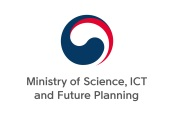 Ministry of Science, ICT
and Future Planning